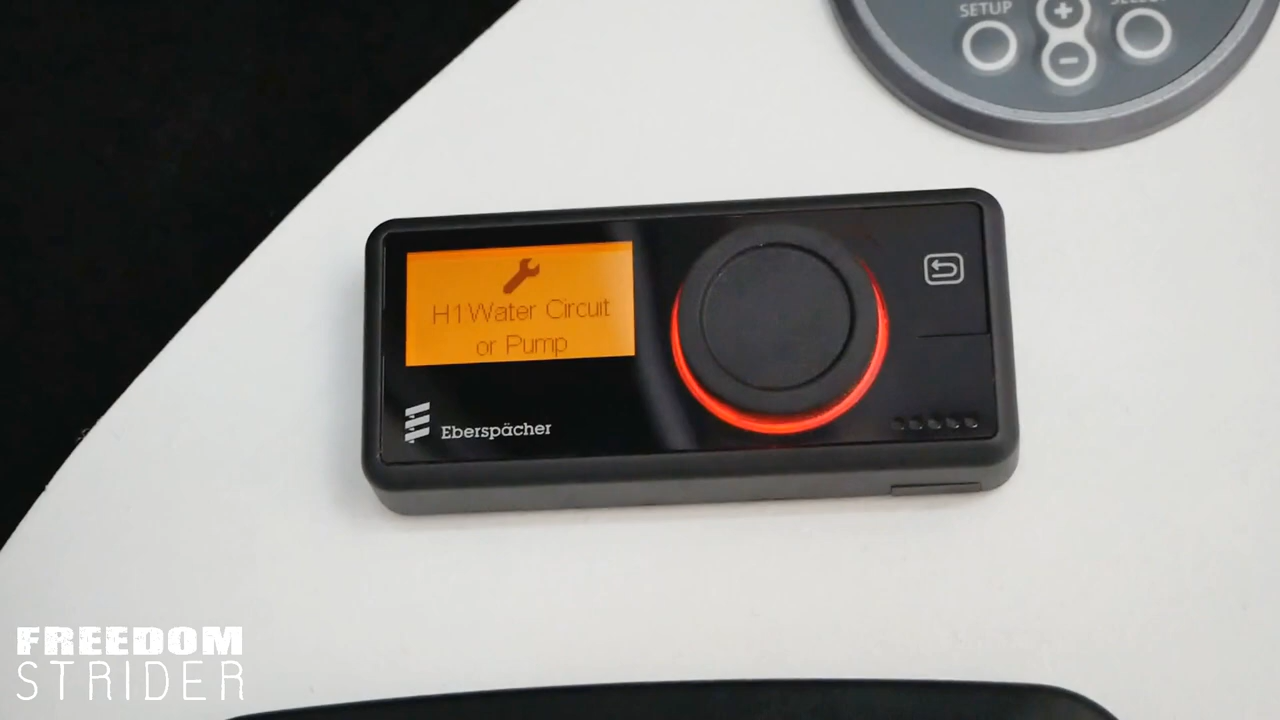 SETUP
+
-
H1 Water Circuit
or Pump
Eberspächer
FREEDOM
STRIDER